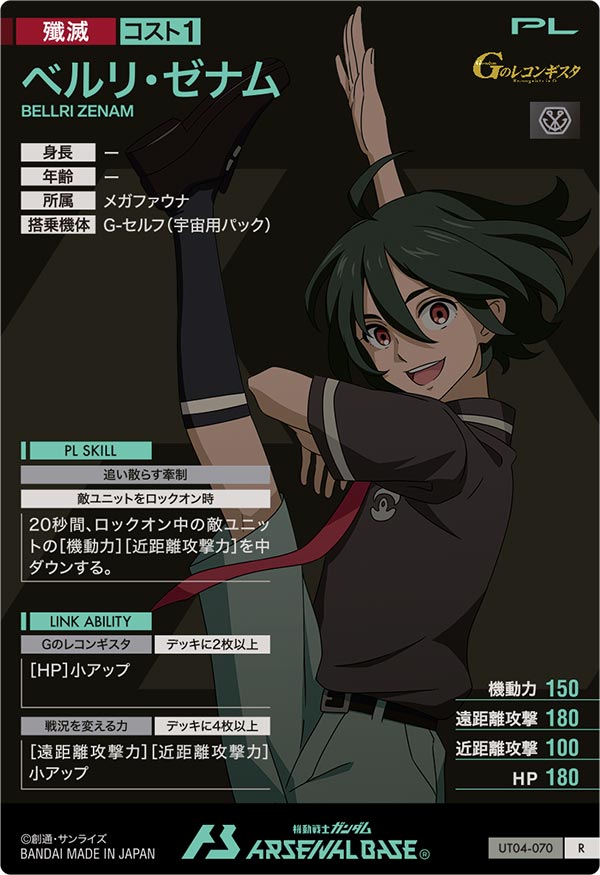 殲滅 コスト1 PL
ベルリ・ゼナム
BELLRI ZENAM
Gのレコンギスタ
身長 ー
年齢 ー
所属 メガファウナ
搭乗機体 G-セルフ(宇宙用パック)
PL SKILL
追い散らす牽制
敵ユニットをロックオン時
20秒間、ロックオン中の敵ユニッ
トの[機動力][近距離攻撃力]を中
ダウンする。
LINK ABILITY
Gのレコンギスタ デッキに2枚以上
[HP]小アップ
戦況を変える力 デッキに4枚以上
[遠距離攻撃力][近距離攻撃力]
小アップ
機動力 150
遠距離攻撃 180
近距離攻撃 100
HP 180
©創通・サンライズ
BANDAI MADE IN JAPAN
機動戦士ガンダム
ARSENAL BASE®
UT04-070 R